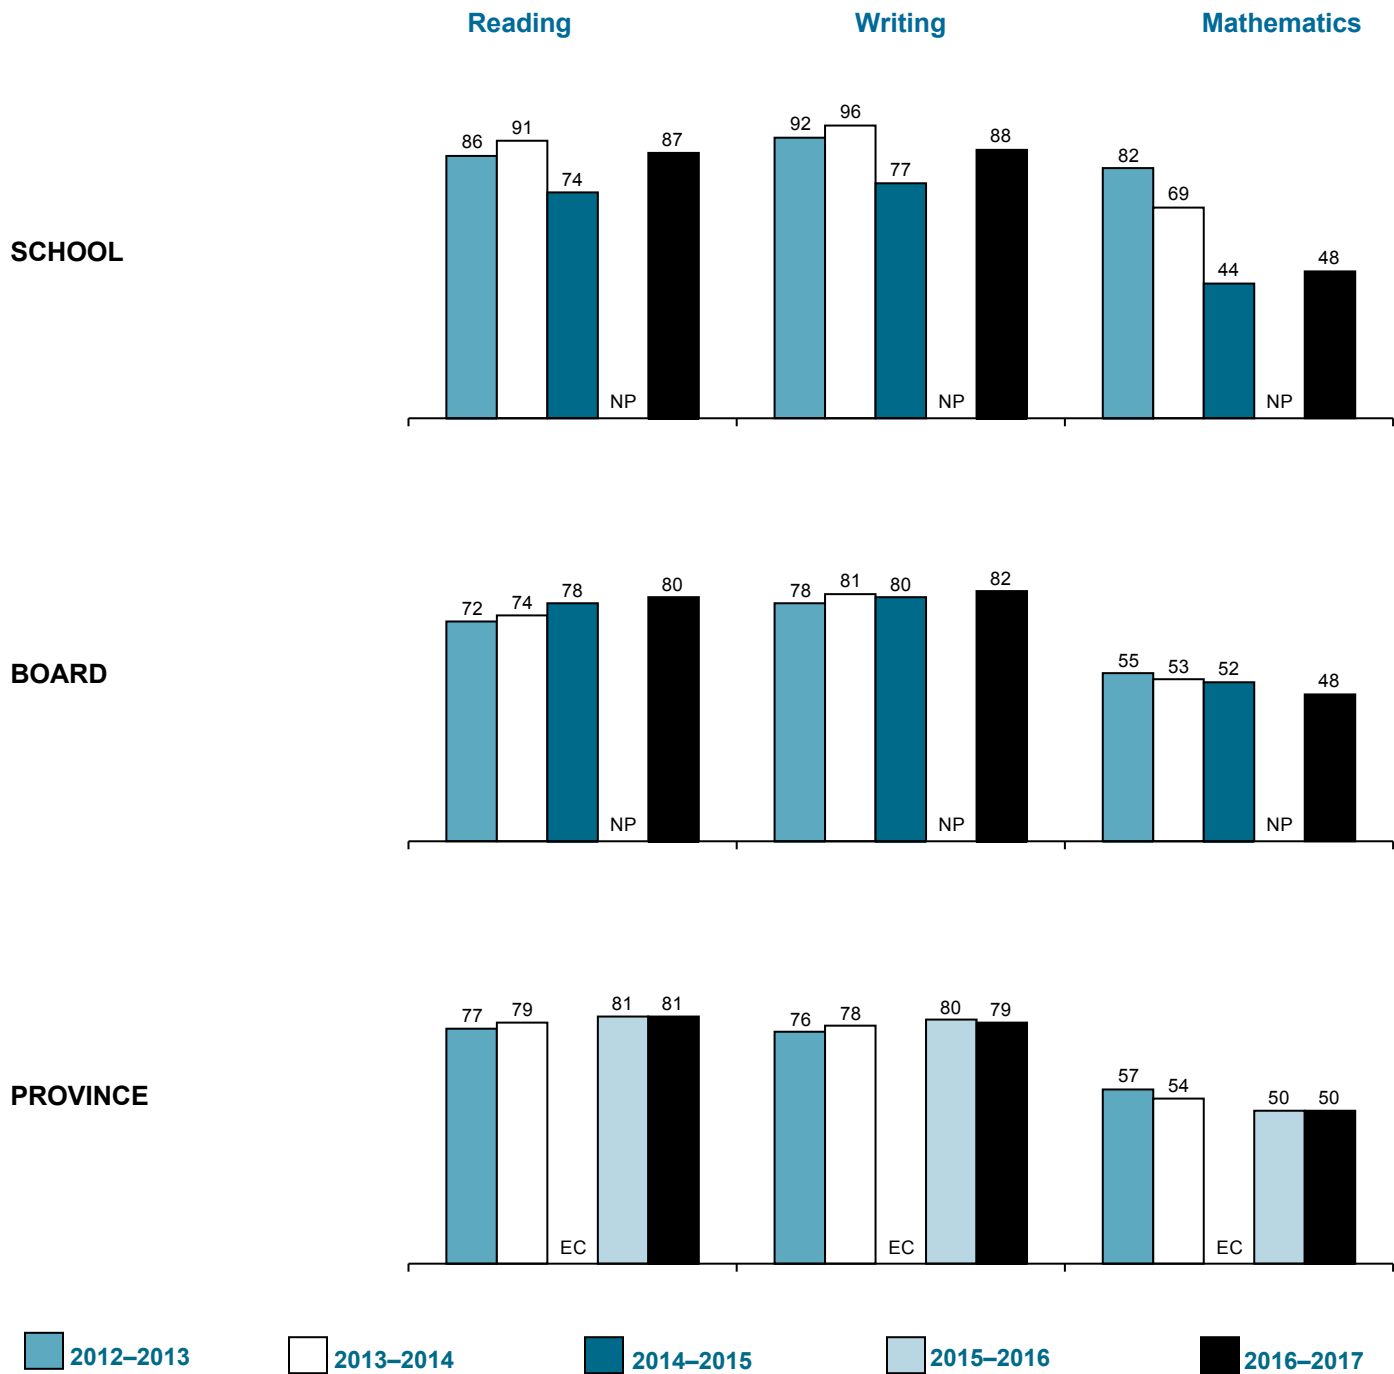 Reading Writing Mathematics
SCHOOL
86 91 74 NP 87
92 96 77 NP 88
82 69 44 NP 48
BOARD
72 74 78 NP 80
78 81 80 NP 82
55 53 52 NP 48
PROVINCE
77 79 EC 81 81
76 78 EC 80 79
57 54 EC 50 50
2012–2013 2013–2014 2014–2015 2015–2016 2016–2017